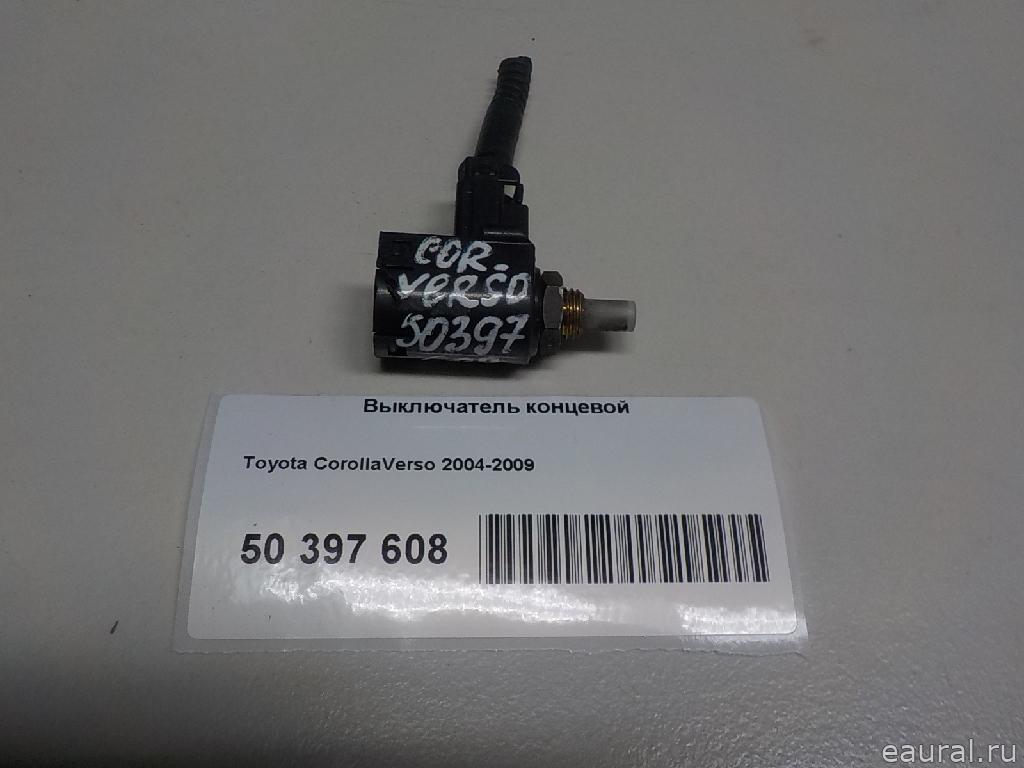 COR.
VERSO
50397
Выключатель концевой
Toyota CorollaVerso 2004-2009
50 397 608
eaural.ru